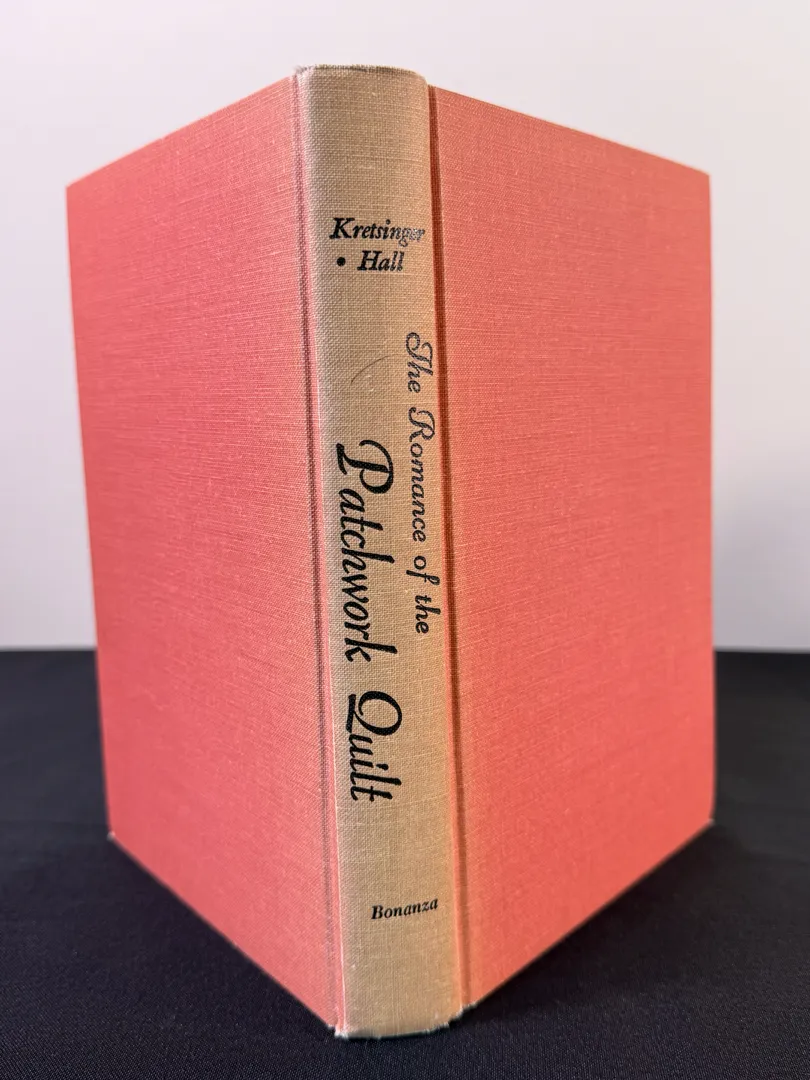 Kretsinger
• Hall
The Romance of the
Patchwork Quilt
Bonanza